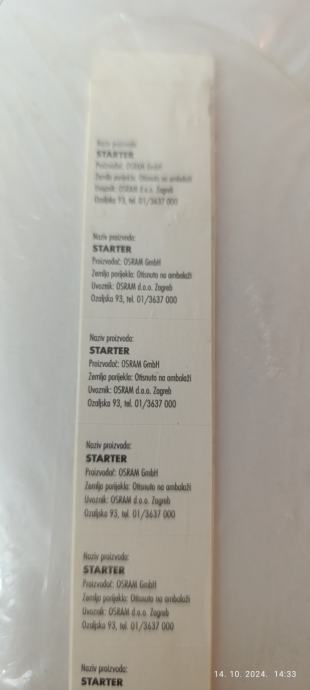 Naziv proizvoda:
STARTER
Proizvođač: OSRAM GmbH
Zemlja porijekla: Otisnuto na ambalaži
Uvoznik: OSRAM d.o.o. Zagreb
Ozaljska 93, tel. 01/3637 000
Naziv proizvoda:
STARTER
Proizvođač: OSRAM GmbH
Zemlja porijekla: Otisnuto na ambalaži
Uvoznik: OSRAM d.o.o. Zagreb
Ozaljska 93, tel. 01/3637 000
Naziv proizvoda:
STARTER
Proizvođač: OSRAM GmbH
Zemlja porijekla: Otisnuto na ambalaži
Uvoznik: OSRAM d.o.o. Zagreb
Ozaljska 93, tel. 01/3637 000
Naziv proizvoda:
STARTER
Proizvođač: OSRAM GmbH
Zemlja porijekla: Otisnuto na ambalaži
Uvoznik: OSRAM d.o.o. Zagreb
Ozaljska 93, tel. 01/3637 000
Naziv proizvoda:
STARTER
Proizvođač: OSRAM GmbH
Zemlja porijekla: Otisnuto na ambalaži
Uvoznik: OSRAM d.o.o. Zagreb
Ozaljska 93, tel. 01/3637 000
Naziv proizvoda:
STARTER
14. 10. 2024. 14:33